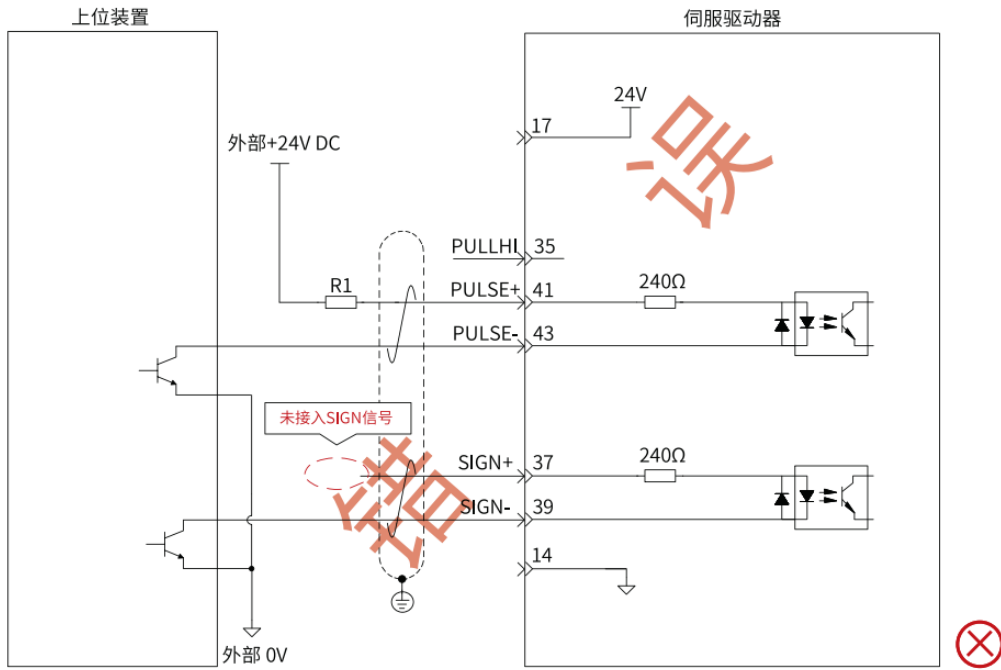 上位装置
伺服驱动器
24V
17
外部+24V DC
误
PULLHI 35
R1
PULSE+ 41
240Ω
PULSE- 43
未接入SIGN信号
SIGN+ 37
240Ω
错
SIGN- 39
14
外部 0V